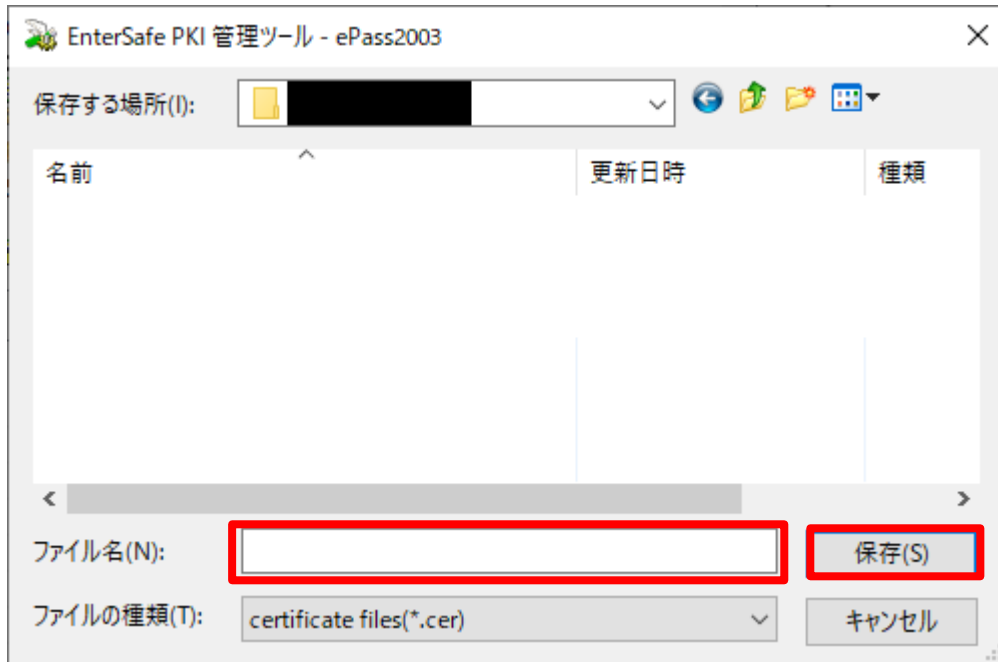 EnterSafe PKI 管理ツール - ePass2003
保存する場所(I):
名前 更新日時 種類
ファイル名(N): 保存(S)
ファイルの種類(T): certificate files(*.cer) キャンセル